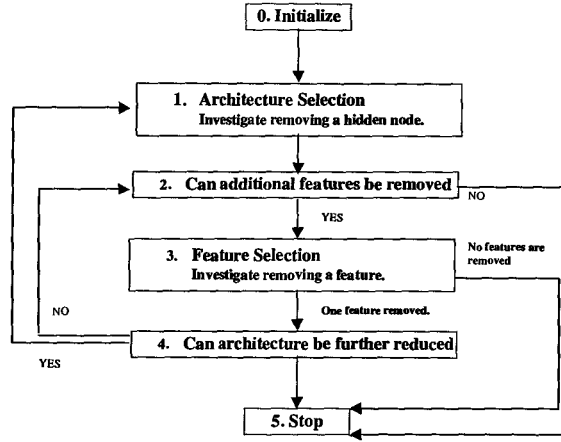 0. Initialize
1. Architecture Selection
Investigate removing a hidden node.
2. Can additional features be removed
NO
YES
3. Feature Selection
Investigate removing a feature.
No features are
removed
One feature removed.
NO
4. Can architecture be further reduced
YES
5. Stop